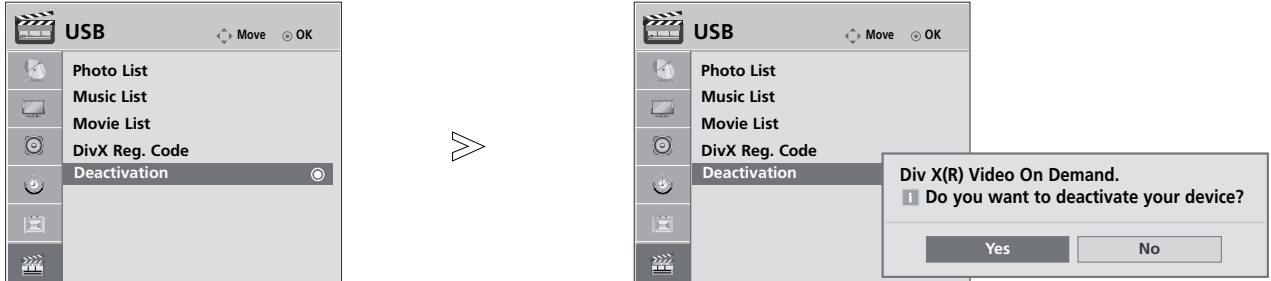 USB
Move
OK
Photo List
Music List
Movie List
DivX Reg. Code
Deactivation
USB
Move
OK
Photo List
Music List
Movie List
DivX Reg. Code
Deactivation
Div X(R) Video On Demand.
i Do you want to deactivate your device?
Yes
No